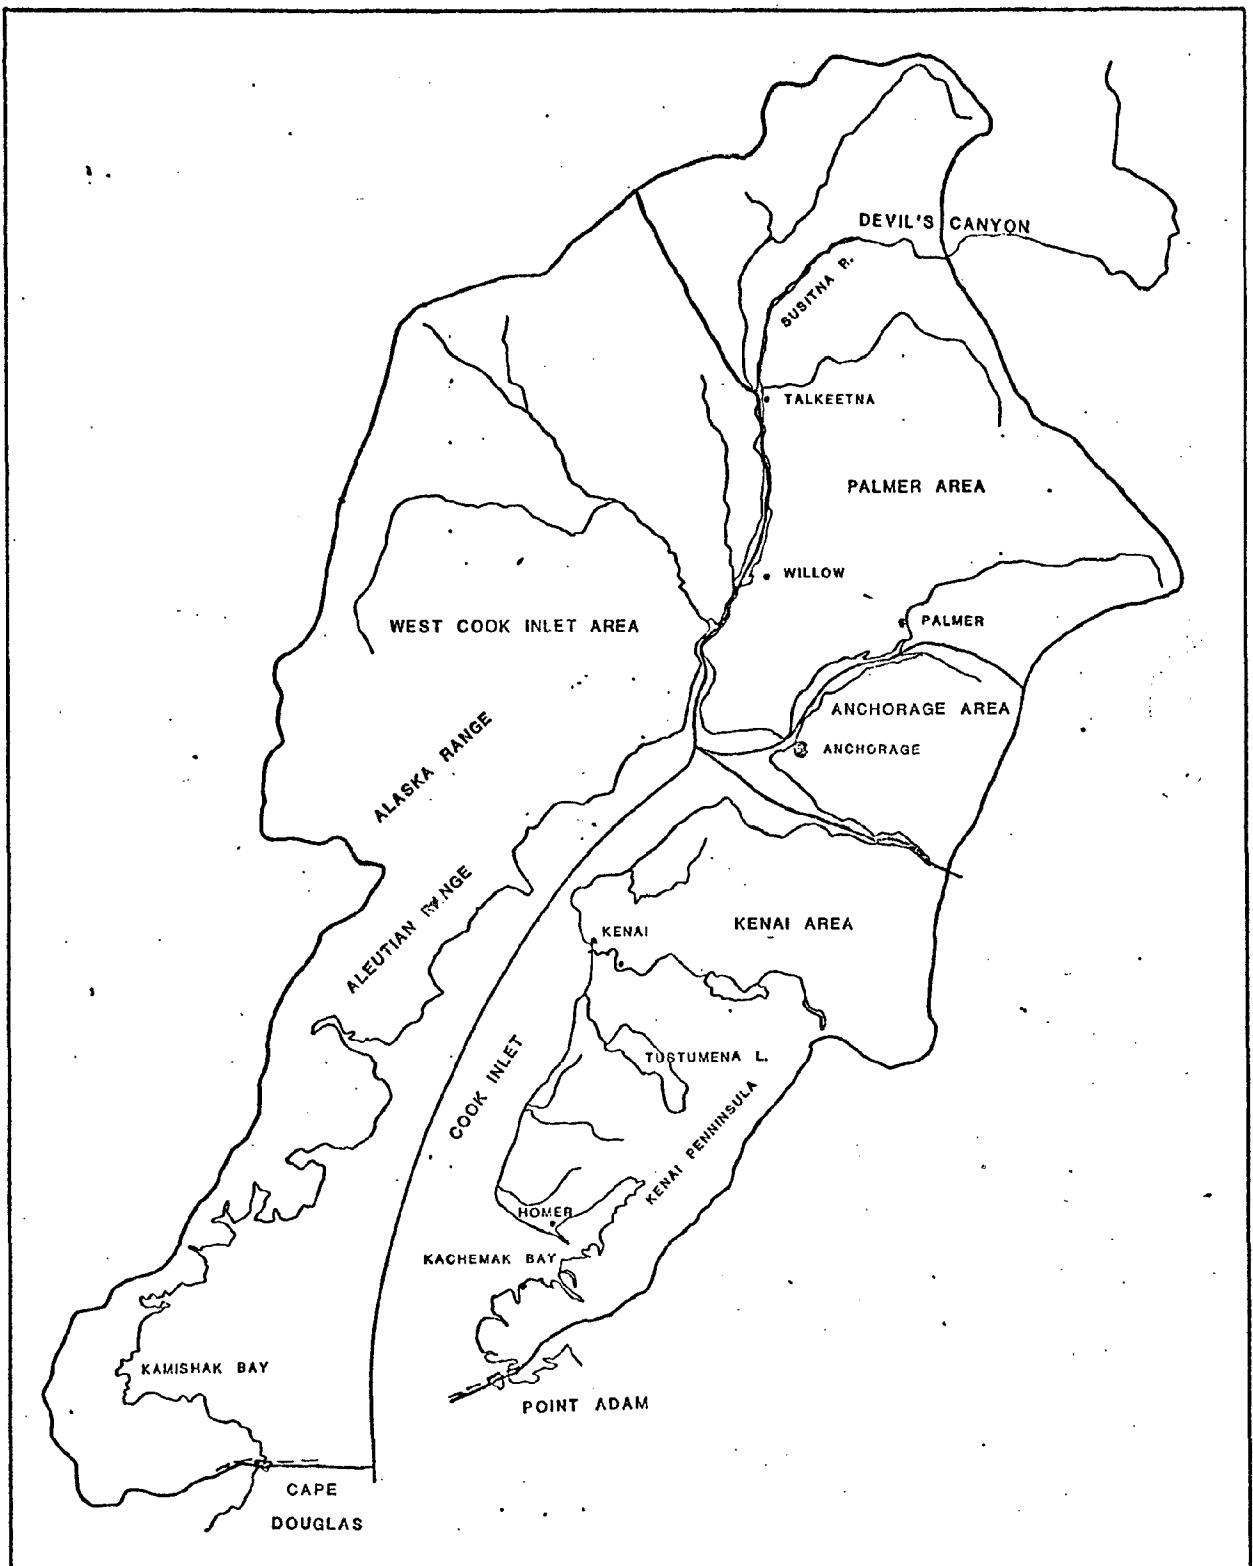 DEVIL'S CANYON
SUSITNA R.
TALKEETNA
PALMER AREA
WILLOW
PALMER
WEST COOK INLET AREA
ANCHORAGE AREA
ANCHORAGE
ALASKA RANGE
ALEUTIAN RANGE
KENAI AREA
KENAI
COOK INLET
TUSTUMENA L.
KENAI PENNINSULA
HOMER
KACHEMAK BAY
KAMISHAK BAY
POINT ADAM
CAPE
DOUGLAS